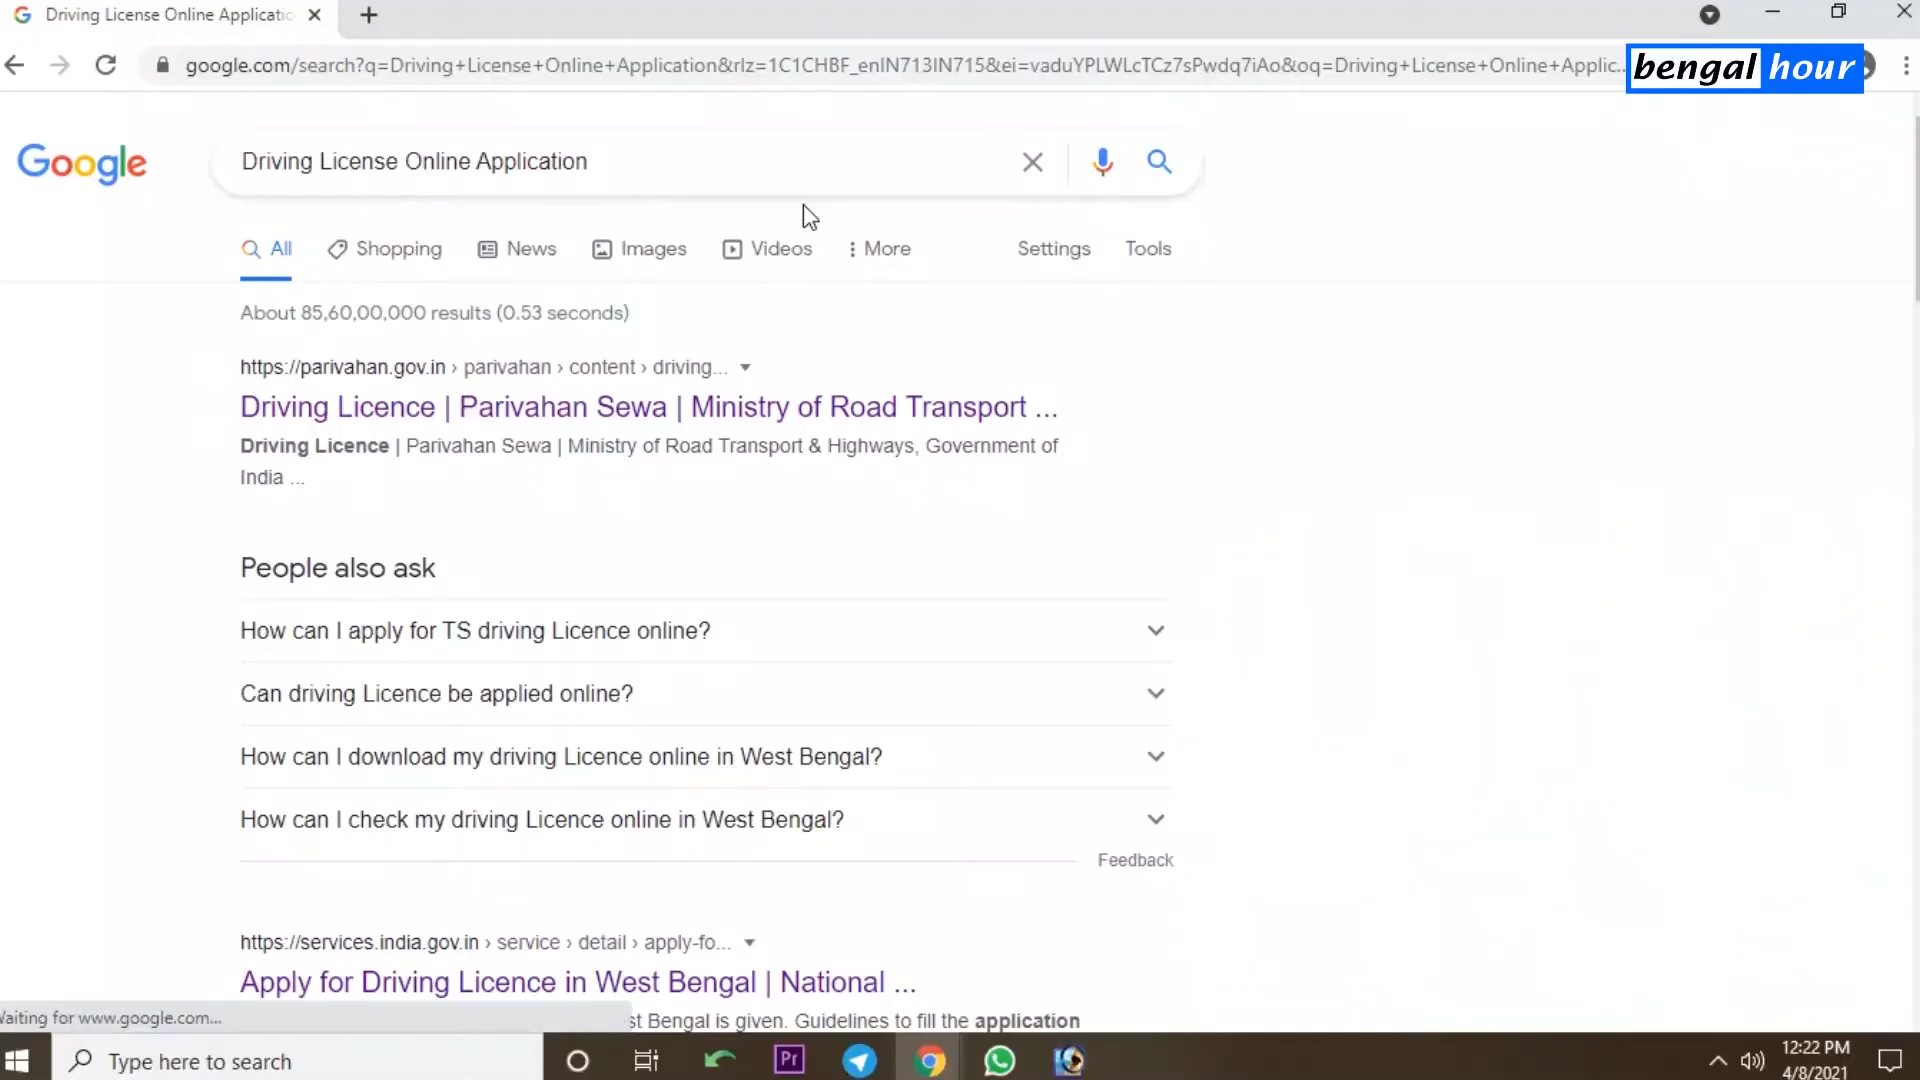 Driving License Online Applicatio
google.com/search?q=Driving+License+Online+Application&rlz=1C1CHBF_enIN713IN715&ei=vaduYPLWLcTCz7sPwdq7iAo&oq=Driving+License+Online+Applic...
bengal hour
Google
Driving License Online Application
All Shopping News Images Videos More Settings Tools
About 85,60,00,000 results (0.53 seconds)
https://parivahan.gov.in › parivahan › content › driving...
Driving Licence | Parivahan Sewa | Ministry of Road Transport ...
Driving Licence | Parivahan Sewa | Ministry of Road Transport & Highways, Government of
India ...
People also ask
How can I apply for TS driving Licence online?
Can driving Licence be applied online?
How can I download my driving Licence online in West Bengal?
How can I check my driving Licence online in West Bengal?
Feedback
https://services.india.gov.in › service › detail › apply-fo...
Apply for Driving Licence in West Bengal | National ...
Waiting for www.google.com...
st Bengal is given. Guidelines to fill the application
Type here to search
Pr
12:22 PM
4/8/2021